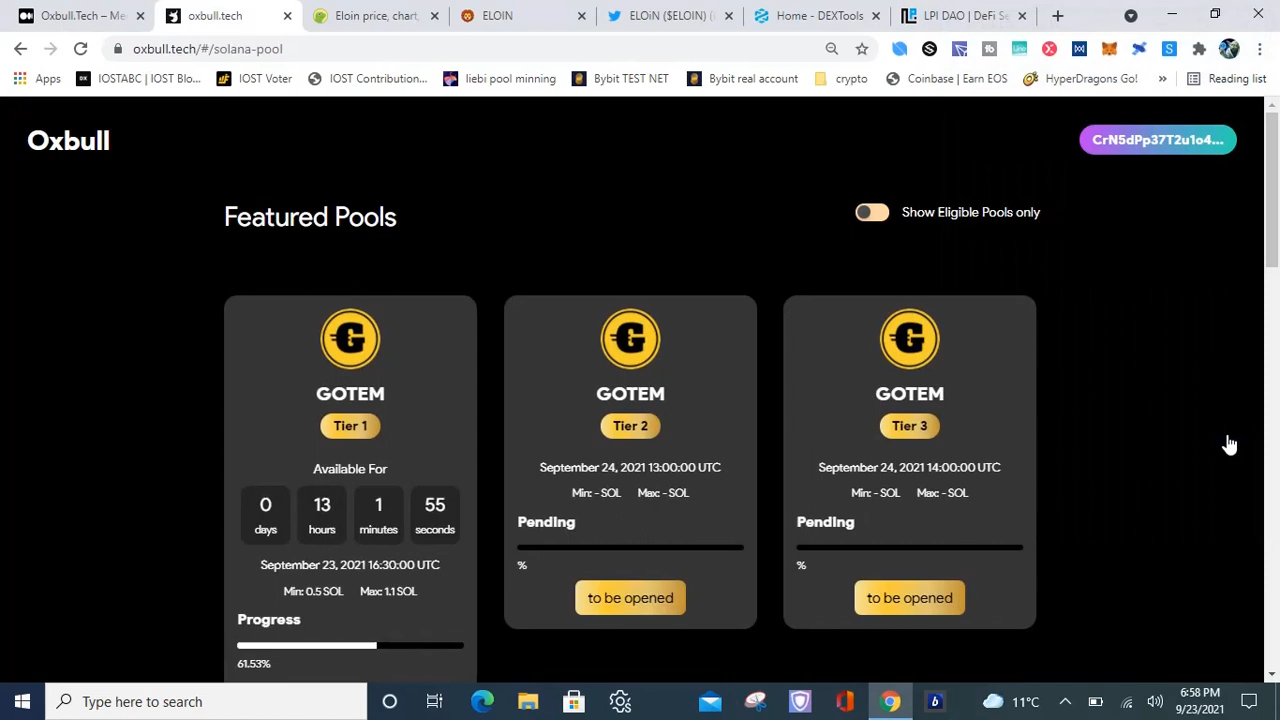 Oxbull.Tech – Me
oxbull.tech
Eloin price, chart,
ELOIN
ELOiN ($ELOIN) (
Home - DEXTools
LPI DAO | DeFi Se
oxbull.tech/#/solana-pool
Apps
IOSTABC | IOST Blo...
IOST Voter
IOST Contribution...
liebi pool minning
Bybit TEST NET
Bybit real account
crypto
Coinbase | Earn EOS
HyperDragons Go!
»
Reading list
Oxbull
CrN5dPp37T2u1o4...
Featured Pools
Show Eligible Pools only
GOTEM
Tier 1
Available For
0 13 1 55
days hours minutes seconds
September 23, 2021 16:30:00 UTC
Min: 0.5 SOL Max: 1.1 SOL
Progress
61.53%
GOTEM
Tier 2
September 24, 2021 13:00:00 UTC
Min: - SOL Max: - SOL
Pending
%
to be opened
GOTEM
Tier 3
September 24, 2021 14:00:00 UTC
Min: - SOL Max: - SOL
Pending
%
to be opened
Type here to search
11°C
6:58 PM
9/23/2021